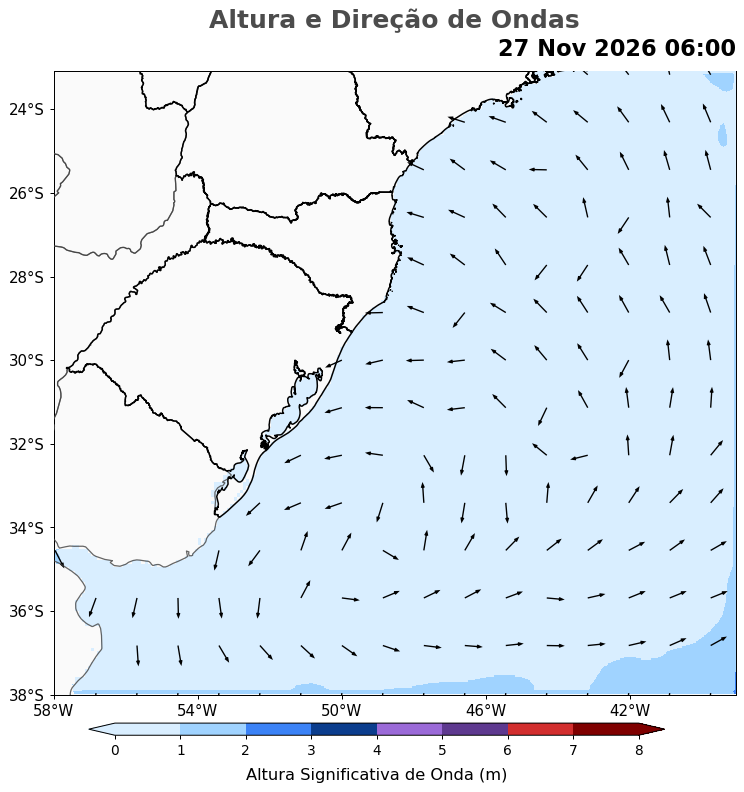 Altura e Direção de Ondas
27 Nov 2026 06:00
24°S
26°S
28°S
30°S
32°S
34°S
36°S
38°S
58°W 54°W 50°W 46°W 42°W
0 1 2 3 4 5 6 7 8
Altura Significativa de Onda (m)